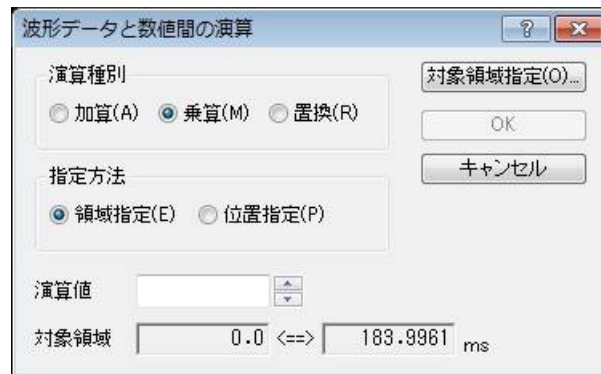 波形データと数値間の演算
演算種別
加算(A) 乗算(M) 置換(R)
対象領域指定(O)...
OK
キャンセル
指定方法
領域指定(E) 位置指定(P)
演算値
対象領域 0.0 <==> 183.9961 ms